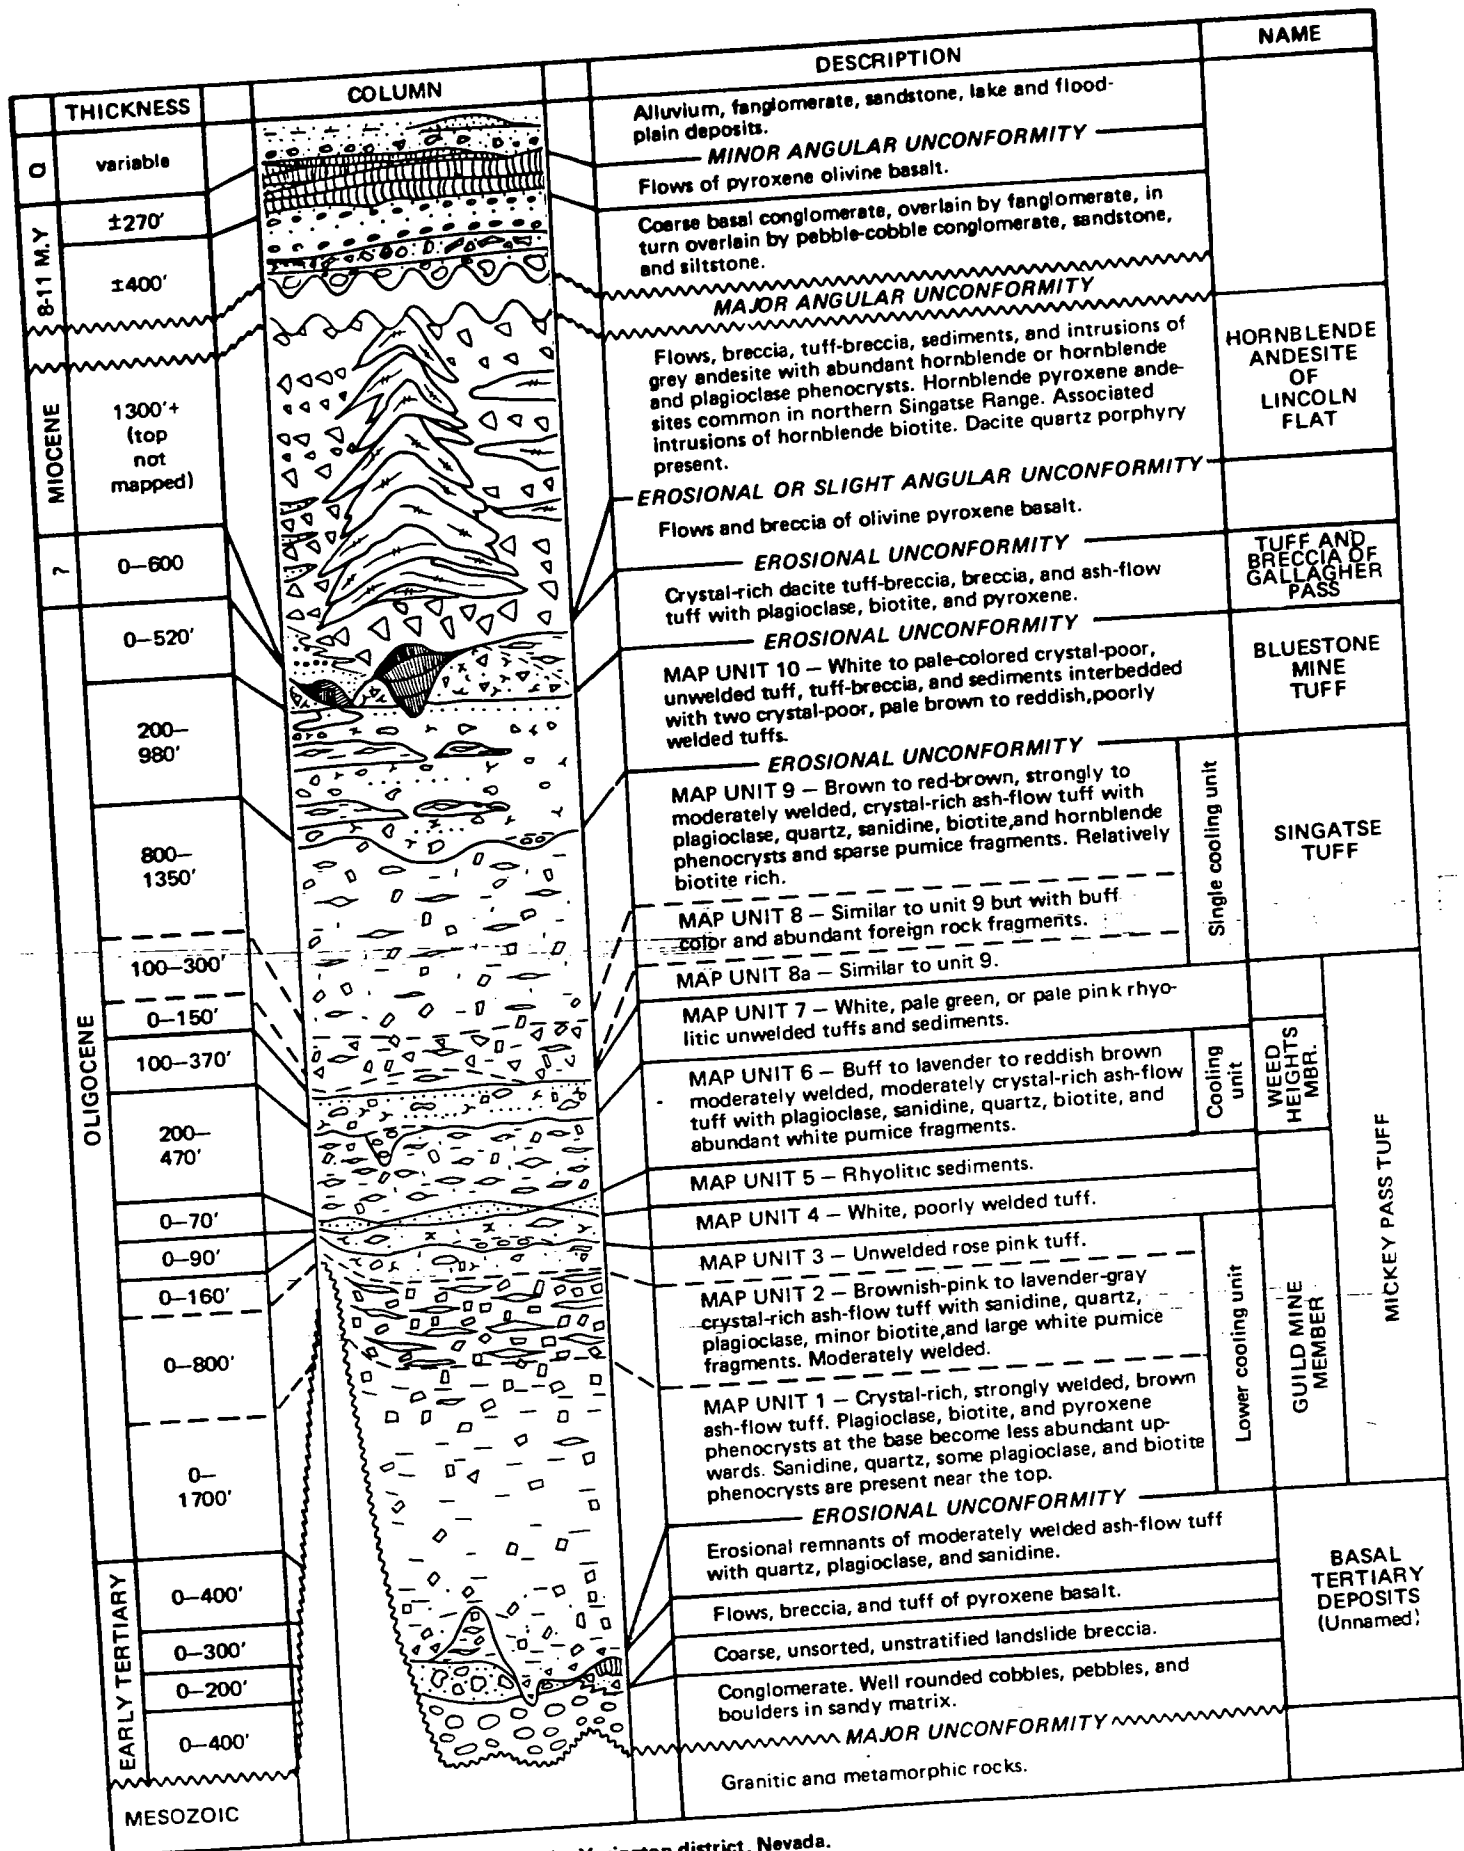 THICKNESS
COLUMN
DESCRIPTION
NAME
Q
variable
Alluvium, fanglomerate, sandstone, lake and flood-
plain deposits.
MINOR ANGULAR UNCONFORMITY
8-11 M.Y
±270′
Flows of pyroxene olivine basalt.
±400′
Coarse basal conglomerate, overlain by fanglomerate, in
turn overlain by pebble-cobble conglomerate, sandstone,
and siltstone.
MAJOR ANGULAR UNCONFORMITY
MIOCENE
1300′+
(top
not
mapped)
Flows, breccia, tuff-breccia, sediments, and intrusions of
grey andesite with abundant hornblende or hornblende
and plagioclase phenocrysts. Hornblende pyroxene ande-
sites common in northern Singatse Range. Associated
intrusions of hornblende biotite. Dacite quartz porphyry
present.
HORNBLENDE
ANDESITE
OF
LINCOLN
FLAT
EROSIONAL OR SLIGHT ANGULAR UNCONFORMITY
?
0–600
Flows and breccia of olivine pyroxene basalt.
EROSIONAL UNCONFORMITY
OLIGOCENE
0–520′
Crystal-rich dacite tuff-breccia, breccia, and ash-flow
tuff with plagioclase, biotite, and pyroxene.
TUFF AND
BRECCIA OF
GALLAGHER
PASS
EROSIONAL UNCONFORMITY
200–
980′
MAP UNIT 10 – White to pale-colored crystal-poor,
unwelded tuff, tuff-breccia, and sediments interbedded
with two crystal-poor, pale brown to reddish,poorly
welded tuffs.
BLUESTONE
MINE
TUFF
EROSIONAL UNCONFORMITY
800–
1350′
MAP UNIT 9 – Brown to red-brown, strongly to
moderately welded, crystal-rich ash-flow tuff with
plagioclase, quartz, sanidine, biotite,and hornblende
phenocrysts and sparse pumice fragments. Relatively
biotite rich.
Single cooling unit
SINGATSE
TUFF
100–300′
MAP UNIT 8 – Similar to unit 9 but with buff
color and abundant foreign rock fragments.
0–150′
MAP UNIT 8a – Similar to unit 9.
100–370′
MAP UNIT 7 – White, pale green, or pale pink rhyo-
litic unwelded tuffs and sediments.
200–
470′
MAP UNIT 6 – Buff to lavender to reddish brown
moderately welded, moderately crystal-rich ash-flow
tuff with plagioclase, sanidine, quartz, biotite, and
abundant white pumice fragments.
Cooling
unit
WEED
HEIGHTS
MBR.
MICKEY PASS TUFF
0–70′
MAP UNIT 5 – Rhyolitic sediments.
0–90′
MAP UNIT 4 – White, poorly welded tuff.
0–160′
MAP UNIT 3 – Unwelded rose pink tuff.
0–800′
MAP UNIT 2 – Brownish-pink to lavender-gray
crystal-rich ash-flow tuff with sanidine, quartz,
plagioclase, minor biotite,and large white pumice
fragments. Moderately welded.
Lower cooling unit
GUILD MINE
MEMBER
0–
1700′
MAP UNIT 1 – Crystal-rich, strongly welded, brown
ash-flow tuff. Plagioclase, biotite, and pyroxene
phenocrysts at the base become less abundant up-
wards. Sanidine, quartz, some plagioclase, and biotite
phenocrysts are present near the top.
EROSIONAL UNCONFORMITY
EARLY TERTIARY
0–400′
Erosional remnants of moderately welded ash-flow tuff
with quartz, plagioclase, and sanidine.
BASAL
TERTIARY
DEPOSITS
(Unnamed)
0–300′
Flows, breccia, and tuff of pyroxene basalt.
0–200′
Coarse, unsorted, unstratified landslide breccia.
0–400′
Conglomerate. Well rounded cobbles, pebbles, and
boulders in sandy matrix.
MAJOR UNCONFORMITY
MESOZOIC
Granitic and metamorphic rocks.
district, Nevada.